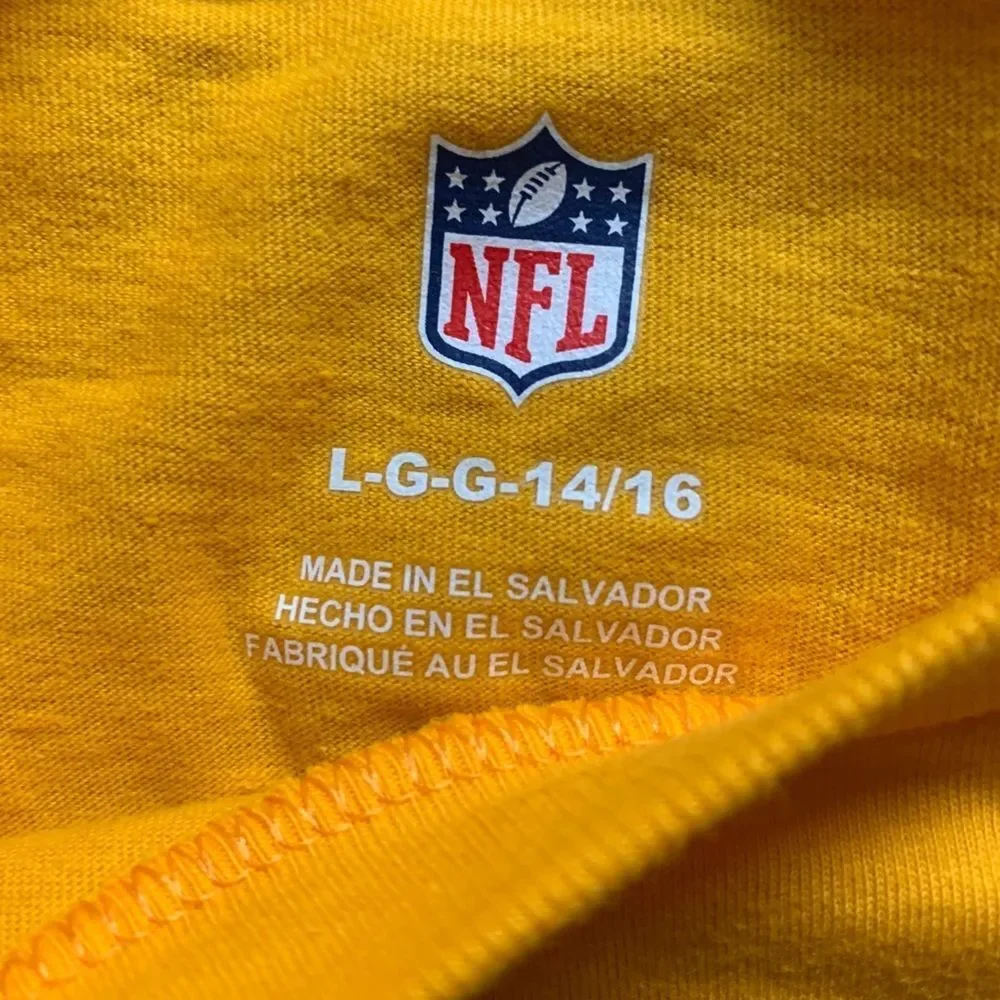 NFL
L-G-G-14/16
MADE IN EL SALVADOR
HECHO EN EL SALVADOR
FABRIQUÉ AU EL SALVADOR